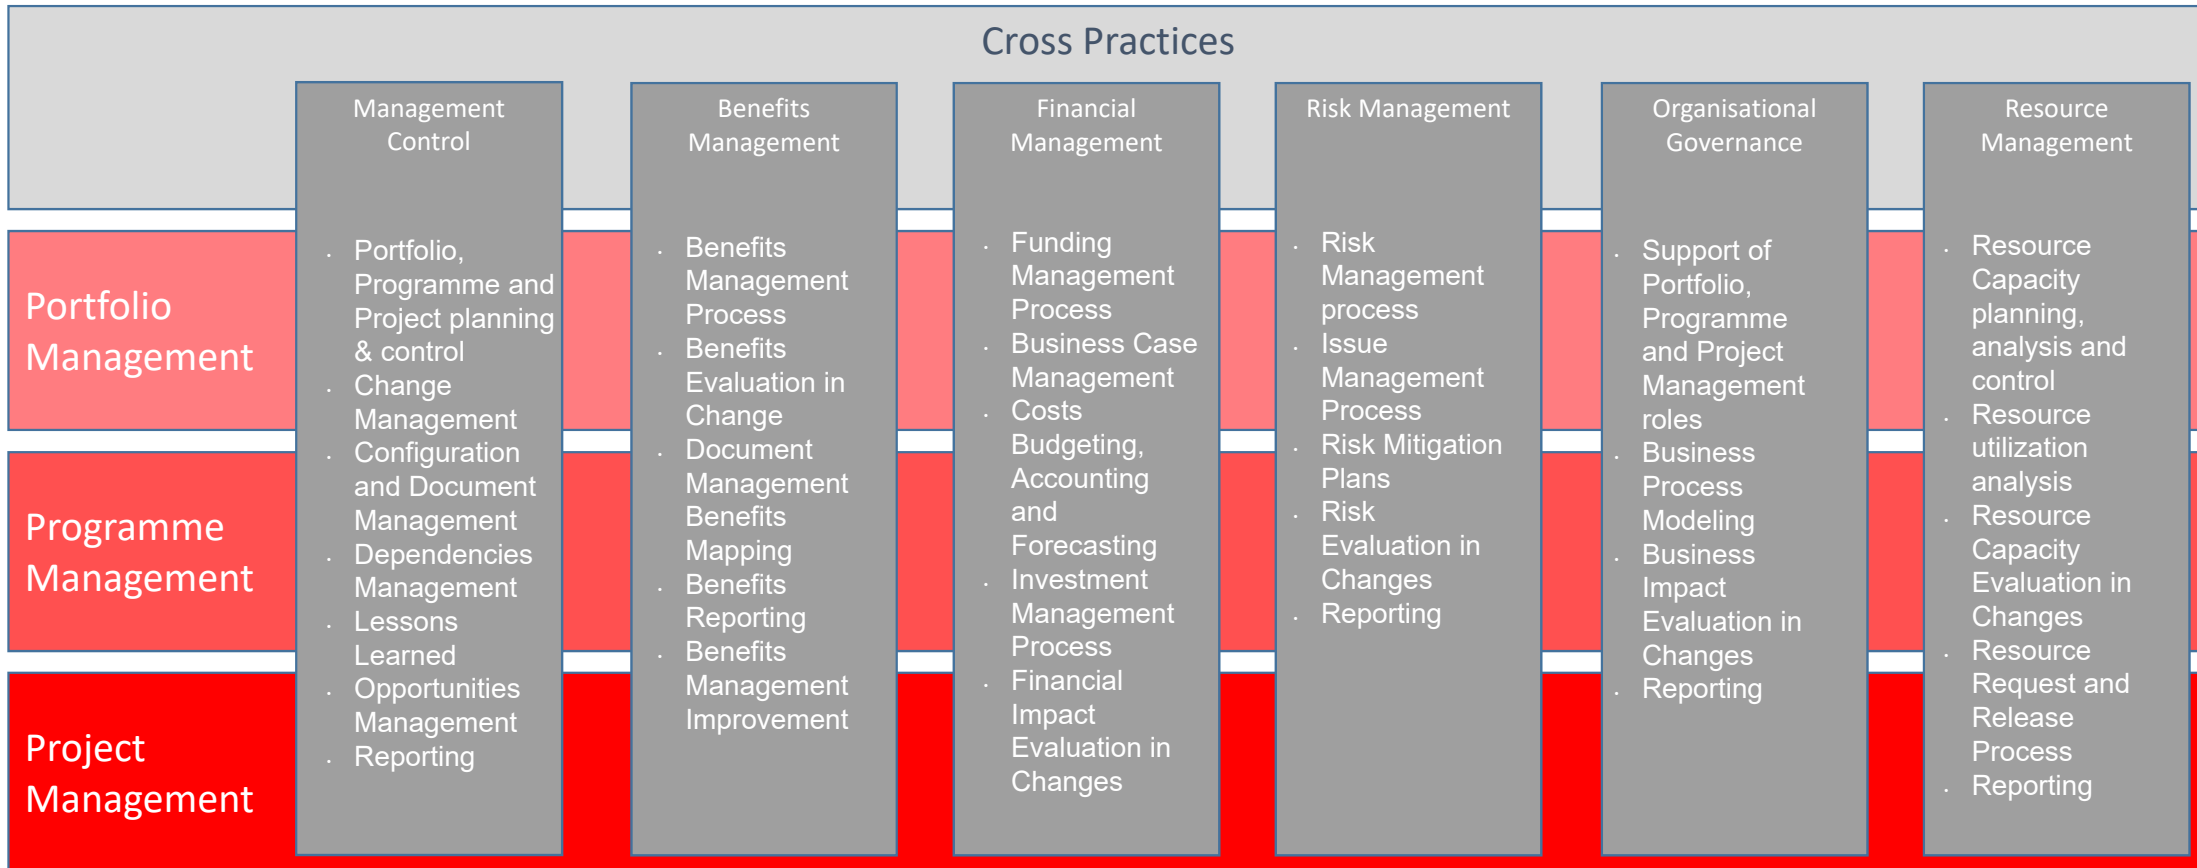 Cross Practices
Management
Control
· Portfolio,
Programme and
Project planning
& control
· Change
Management
· Configuration
and Document
Management
· Dependencies
Management
· Lessons
Learned
· Opportunities
Management
· Reporting
Benefits
Management
· Benefits
Management
Process
· Benefits
Evaluation in
Change
· Document
Management
Benefits
Mapping
· Benefits
Reporting
· Benefits
Management
Improvement
Financial
Management
· Funding
Management
Process
· Business Case
Management
· Costs
Budgeting,
Accounting
and
Forecasting
· Investment
Management
Process
· Financial
Impact
Evaluation in
Changes
Risk Management
· Risk
Management
process
· Issue
Management
Process
· Risk Mitigation
Plans
· Risk
Evaluation in
Changes
· Reporting
Organisational
Governance
· Support of
Portfolio,
Programme
and Project
Management
roles
· Business
Process
Modeling
· Business
Impact
Evaluation in
Changes
· Reporting
Resource
Management
· Resource
Capacity
planning,
analysis and
control
· Resource
utilization
analysis
· Resource
Capacity
Evaluation in
Changes
· Resource
Request and
Release
Process
· Reporting
Portfolio
Management
Programme
Management
Project
Management